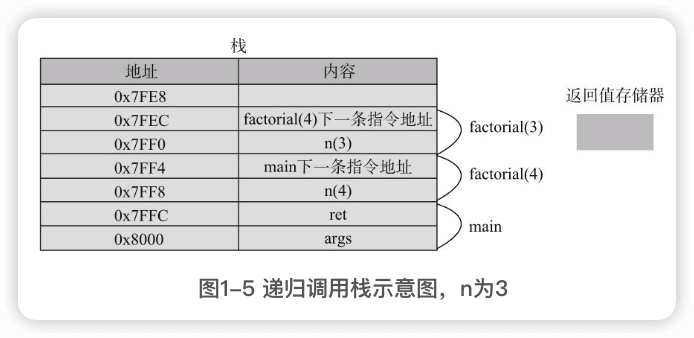 栈
地址 内容
0x7FE8
0x7FEC factorial(4)下一条指令地址
0x7FF0 n(3)
0x7FF4 main下一条指令地址
0x7FF8 n(4)
0x7FFC ret
0x8000 args
factorial(3)
factorial(4)
main
返回值存储器
图1-5 递归调用栈示意图，n为3